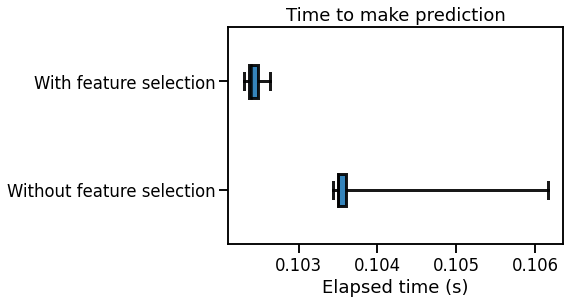 Time to make prediction
With feature selection
Without feature selection
0.103 0.104 0.105 0.106
Elapsed time (s)